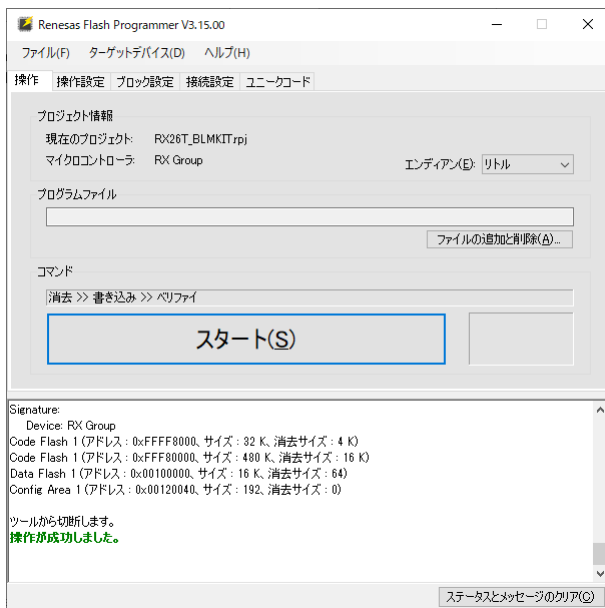 Renesas Flash Programmer V3.15.00
ファイル(F) ターゲットデバイス(D) ヘルプ(H)
操作 操作設定 ブロック設定 接続設定 ユニークコード
プロジェクト情報
現在のプロジェクト: RX26T_BLMKIT.rpj
マイクロコントローラ: RX Group
エンディアン(E): リトル
プログラムファイル
ファイルの追加と削除(A)...
コマンド
消去 >> 書き込み >> ベリファイ
スタート(S)
Signature:
Device: RX Group
Code Flash 1 (アドレス : 0xFFFF8000、サイズ : 32 K、消去サイズ : 4 K)
Code Flash 1 (アドレス : 0xFFF80000、サイズ : 480 K、消去サイズ : 16 K)
Data Flash 1 (アドレス : 0x00100000、サイズ : 16 K、消去サイズ : 64)
Config Area 1 (アドレス : 0x00120040、サイズ : 192、消去サイズ : 0)
ツールから切断します。
操作が成功しました。
ステータスとメッセージのクリア(C)